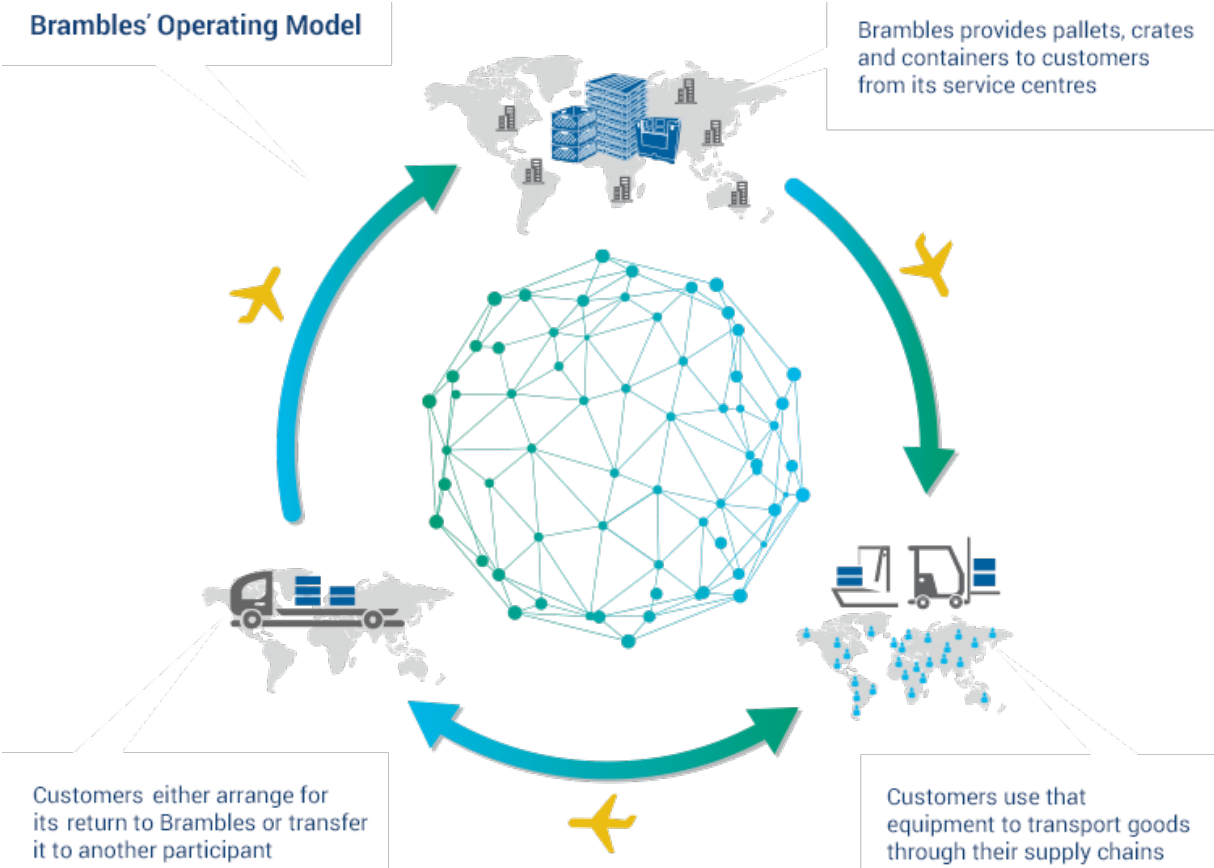 Brambles' Operating Model
Brambles provides pallets, crates
and containers to customers
from its service centres
Customers either arrange for
its return to Brambles or transfer
it to another participant
Customers use that
equipment to transport goods
through their supply chains